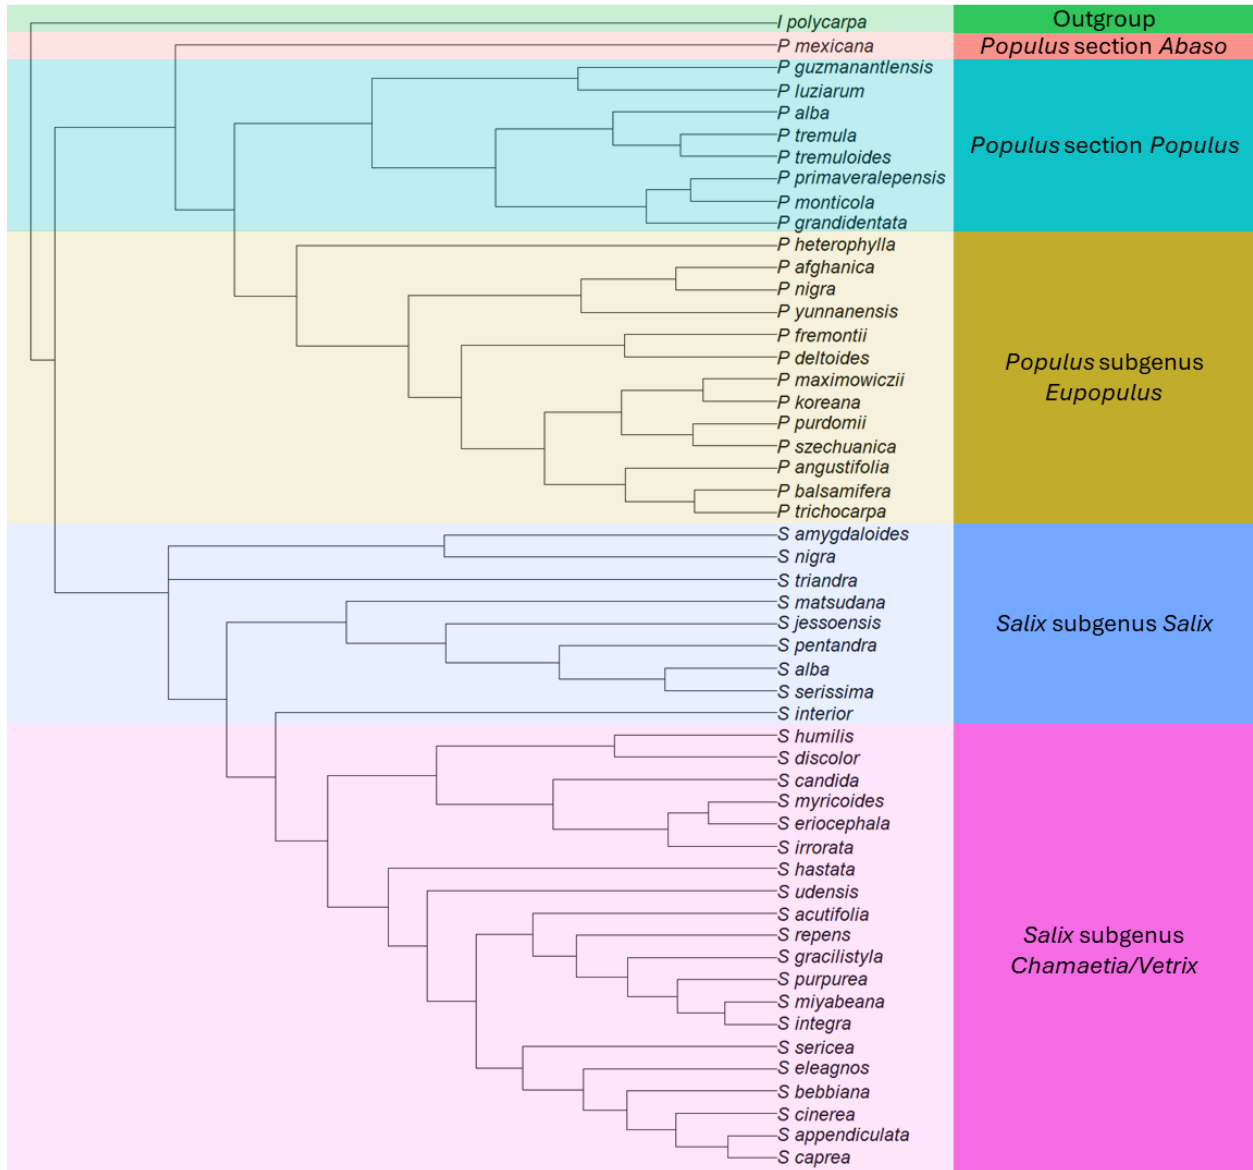 I polycarpa
Outgroup
P mexicana
Populus section Abaso
P guzmanantlensis
P luziarum
P alba
P tremula
P tremuloides
P primaveralepensis
P monticola
P grandidentata
Populus section Populus
P heterophylla
P afghanica
P nigra
P yunnanensis
P fremontii
P deltoides
P maximowiczii
P koreana
P purdomii
P szechuanica
P angustifolia
P balsamifera
P trichocarpa
Populus subgenus
Eupopulus
S amygdaloides
S nigra
S triandra
S matsudana
S jessoensis
S pentandra
S alba
S serissima
S interior
Salix subgenus Salix
S humilis
S discolor
S candida
S myricoides
S eriocephala
S irrorata
S hastata
S udensis
S acutifolia
S repens
S gracilistyla
S purpurea
S miyabeana
S integra
S sericea
S eleagnos
S bebbiana
S cinerea
S appendiculata
S caprea
Salix subgenus
Chamaetia/Vetrix